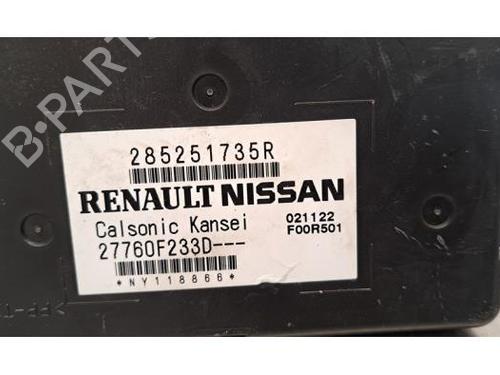 B-PARTS
285251735R
RENAULT NISSAN
Calsonic Kansei
021122
27760F233D---
F00R501
*NY118866*